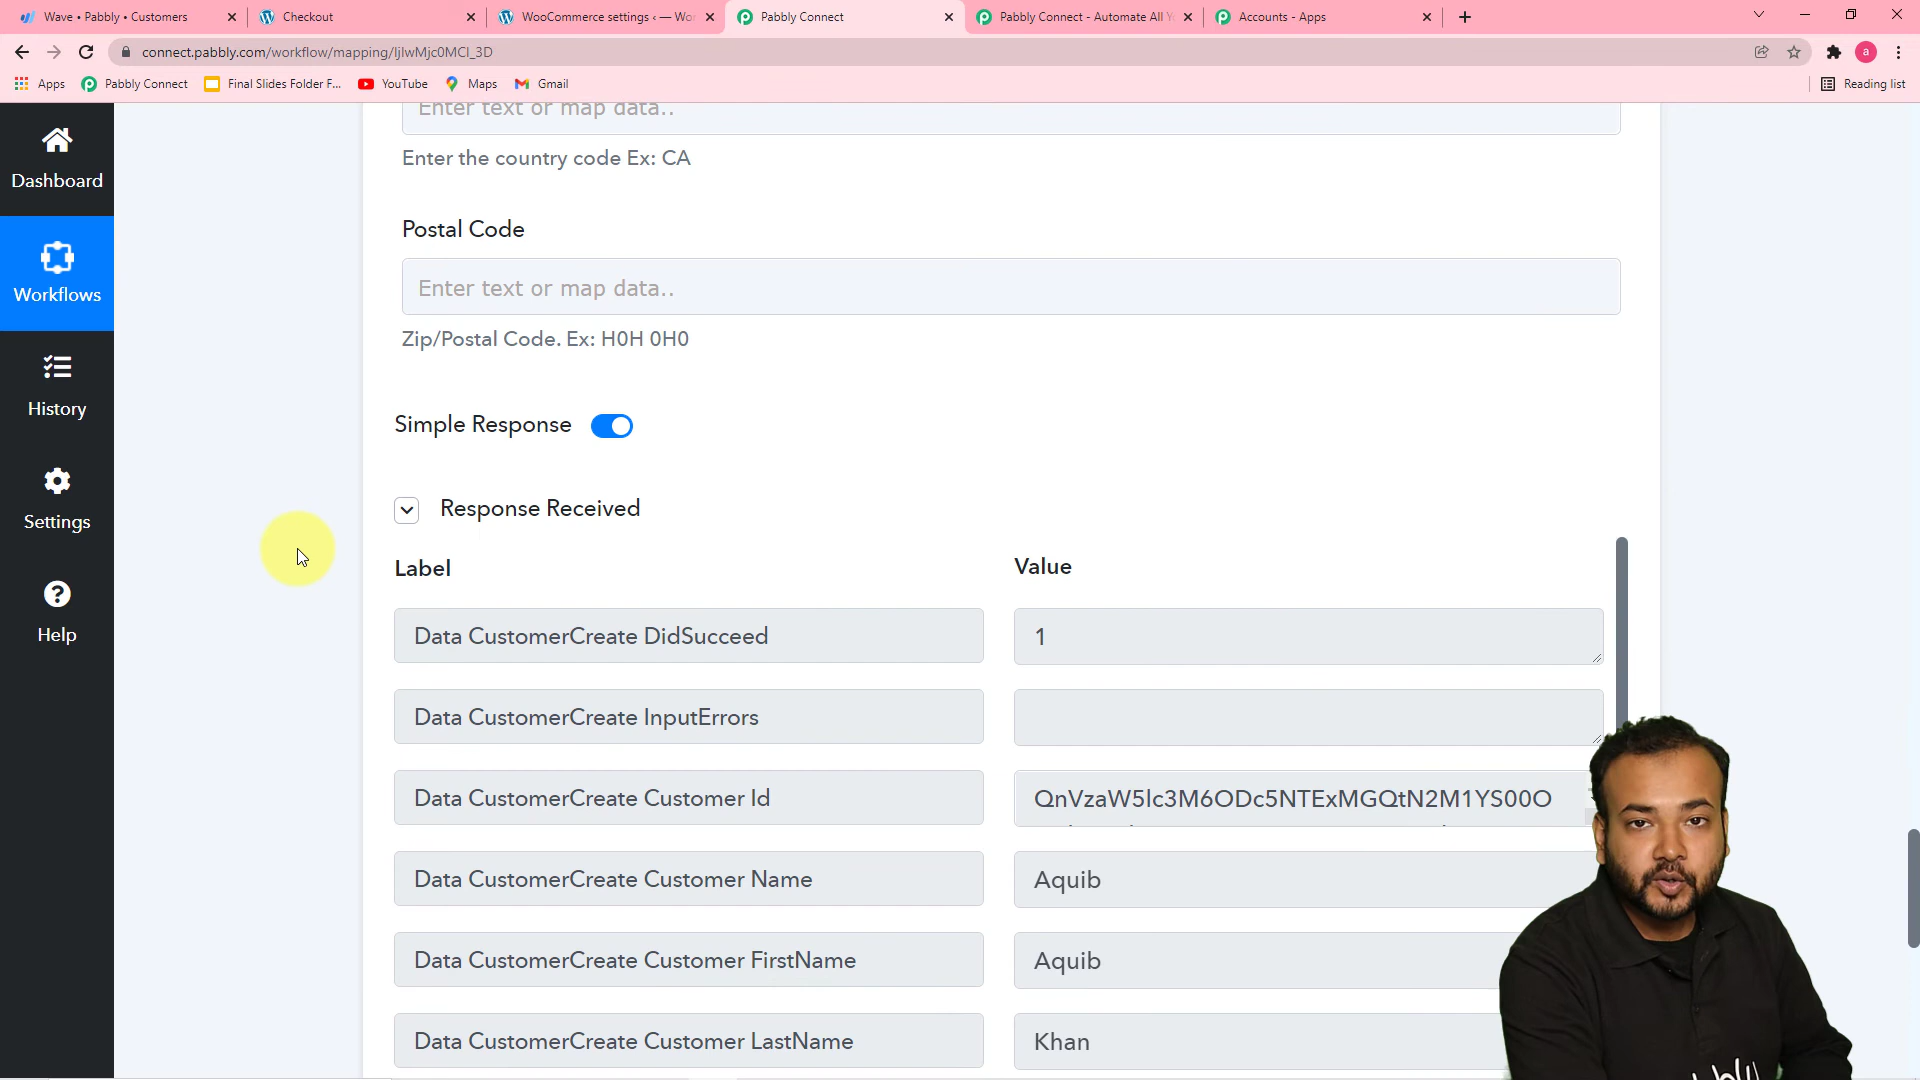 Wave • Pabbly • Customers
Checkout
WooCommerce settings ‹ — Wo
Pabbly Connect
Pabbly Connect - Automate All Y
Accounts - Apps
connect.pabbly.com/workflow/mapping/IjIwMjc0MCI_3D
a
Apps
Pabbly Connect
Final Slides Folder F...
YouTube
Maps
Gmail
Reading list
Dashboard
Workflows
History
Settings
Help
Enter text or map data..
Enter the country code Ex: CA
Postal Code
Enter text or map data..
Zip/Postal Code. Ex: H0H 0H0
Simple Response
Response Received
Label
Value
Data CustomerCreate DidSucceed
1
Data CustomerCreate InputErrors
Data CustomerCreate Customer Id
QnVzaW5lc3M6ODc5NTExMGQtN2M1YS00O
Data CustomerCreate Customer Name
Aquib
Data CustomerCreate Customer FirstName
Aquib
Data CustomerCreate Customer LastName
Khan